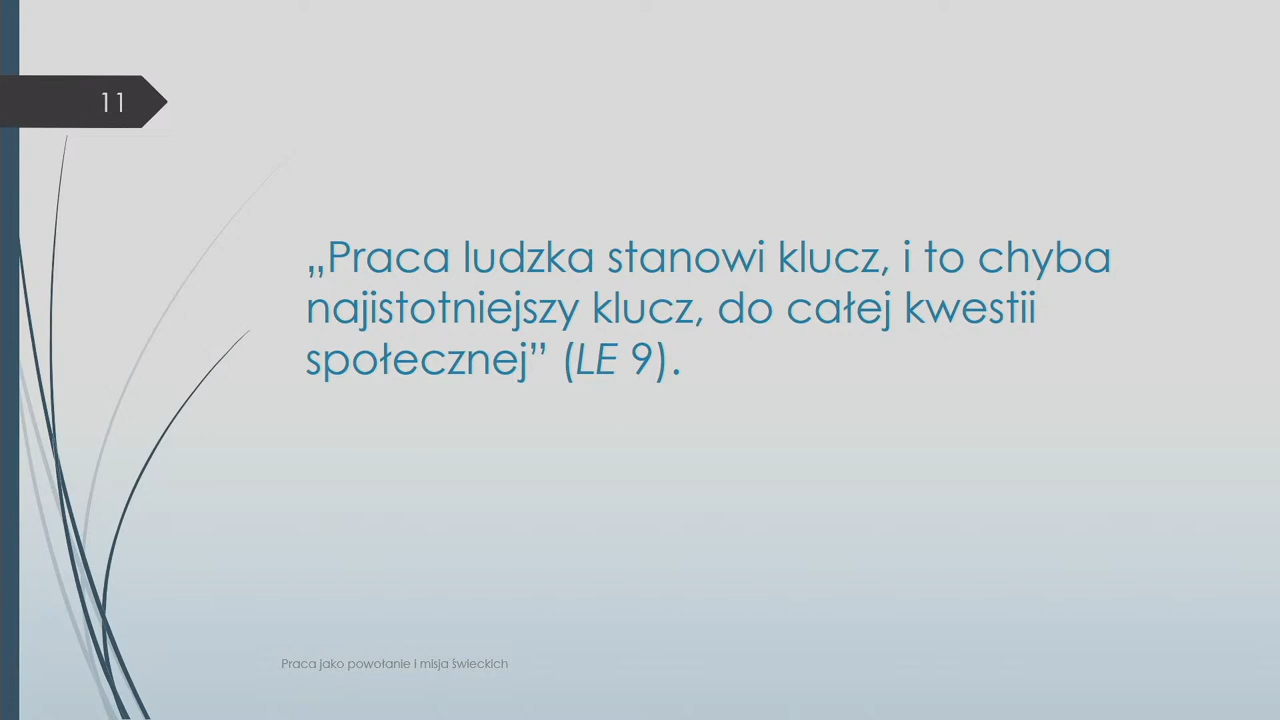 11
„Praca ludzka stanowi klucz, i to chyba
najistotniejszy klucz, do całej kwestii
społecznej” (LE 9).
Praca jako powołanie i misja świeckich